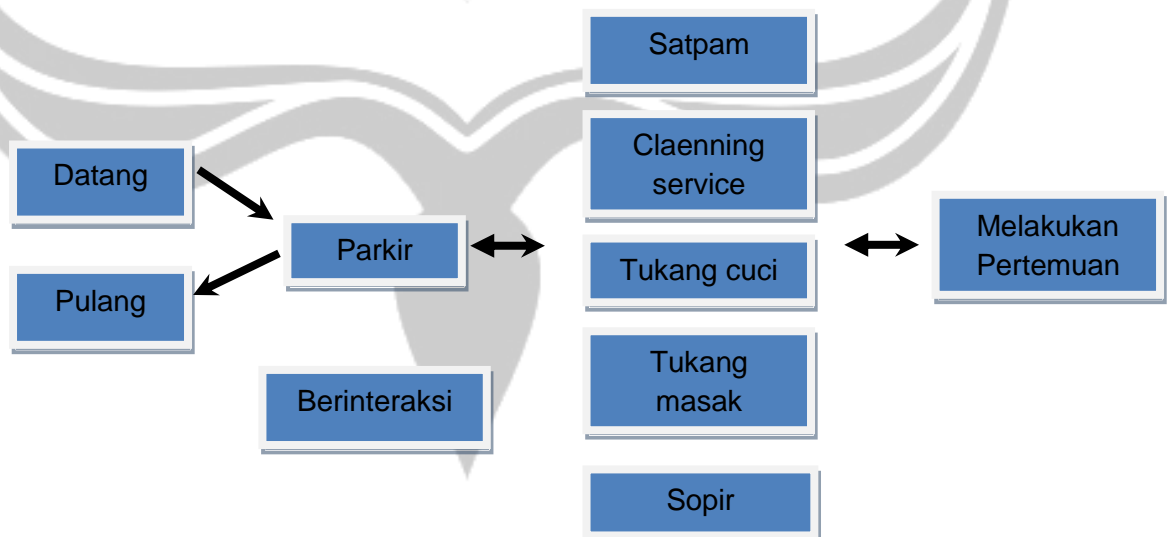 Datang
Pulang
Parkir
Berinteraksi
Satpam
Claenning
service
Tukang cuci
Tukang
masak
Sopir
Melakukan
Pertemuan